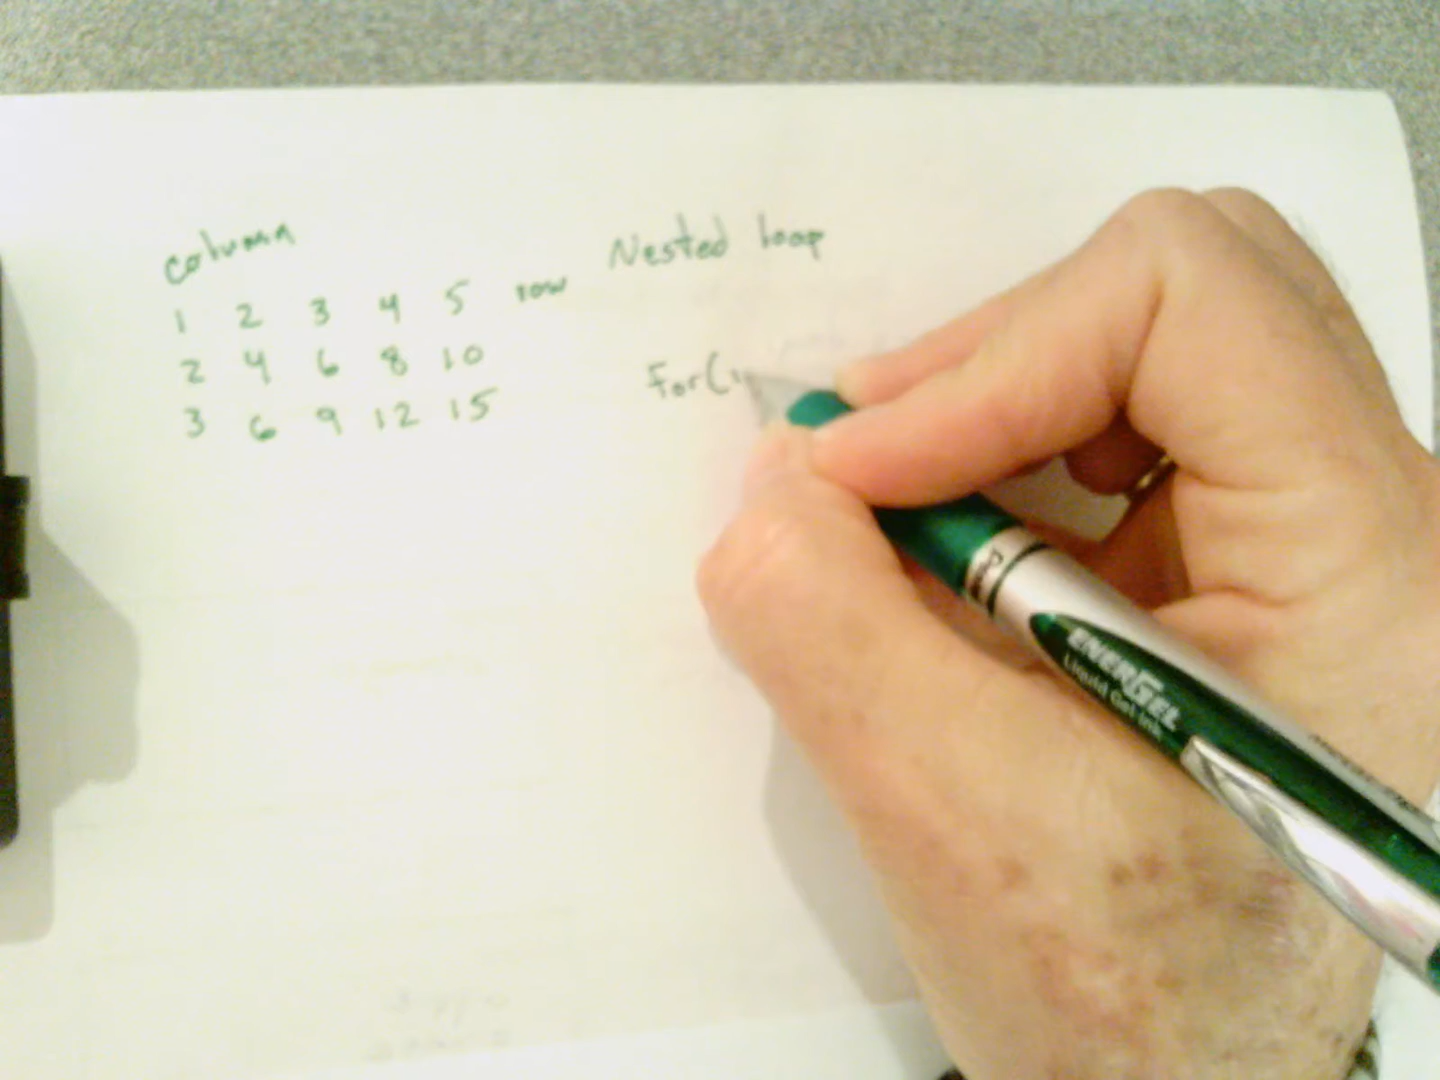 column
1 2 3 4 5 row
2 4 6 8 10
3 6 9 12 15
Nested loop
For(i
ENERGEL
Liquid Gel Ink